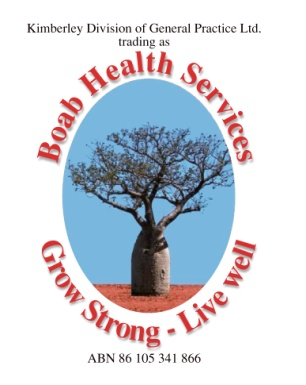 Kimberley Division of General Practice Ltd.
trading as
Boab Health Services
Grow Strong - Live well
ABN 86 105 341 866